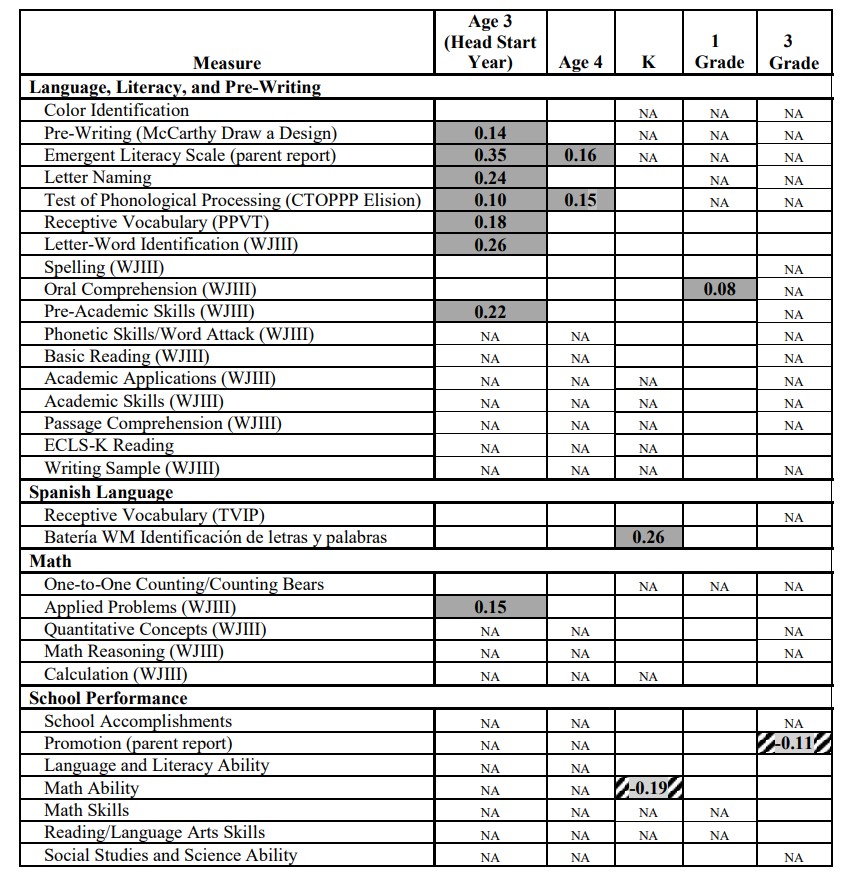 Measure Age 3 (Head Start Year) Age 4 K 1 Grade 3 Grade
Language, Literacy, and Pre-Writing
Color Identification NA NA NA
Pre-Writing (McCarthy Draw a Design) 0.14 NA NA NA
Emergent Literacy Scale (parent report) 0.35 0.16 NA NA NA
Letter Naming 0.24 NA NA
Test of Phonological Processing (CTOPPP Elision) 0.10 0.15 NA NA
Receptive Vocabulary (PPVT) 0.18
Letter-Word Identification (WJIII) 0.26
Spelling (WJIII) NA
Oral Comprehension (WJIII) 0.08 NA
Pre-Academic Skills (WJIII) 0.22 NA
Phonetic Skills/Word Attack (WJIII) NA NA NA
Basic Reading (WJIII) NA NA NA
Academic Applications (WJIII) NA NA NA NA
Academic Skills (WJIII) NA NA NA NA
Passage Comprehension (WJIII) NA NA NA NA
ECLS-K Reading NA NA NA
Writing Sample (WJIII) NA NA NA NA
Spanish Language
Receptive Vocabulary (TVIP) NA
Batería WM Identificación de letras y palabras 0.26
Math
One-to-One Counting/Counting Bears NA NA NA
Applied Problems (WJIII) 0.15
Quantitative Concepts (WJIII) NA NA NA
Math Reasoning (WJIII) NA NA NA
Calculation (WJIII) NA NA NA
School Performance
School Accomplishments NA NA NA
Promotion (parent report) NA NA -0.11
Language and Literacy Ability NA NA
Math Ability NA NA -0.19
Math Skills NA NA NA NA
Reading/Language Arts Skills NA NA NA NA
Social Studies and Science Ability NA NA NA